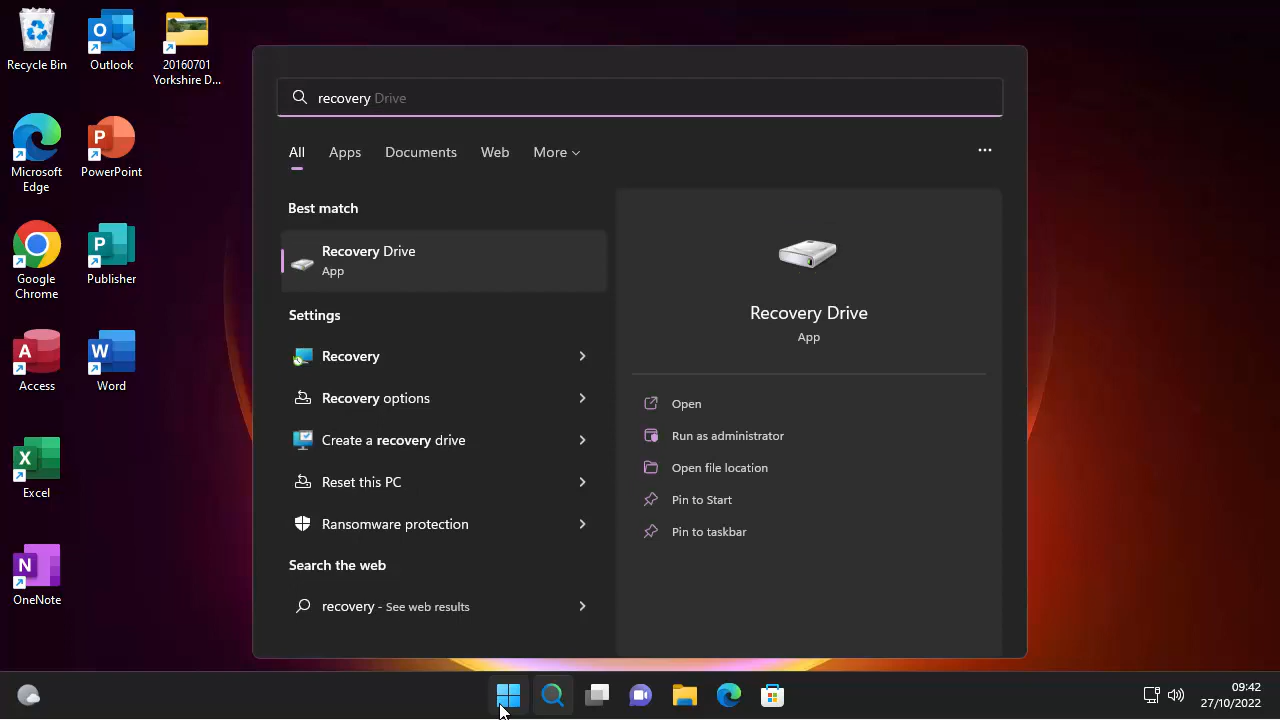 Recycle Bin
Outlook
20160701
Yorkshire D...
Microsoft
Edge
PowerPoint
Google
Chrome
Publisher
Access
Word
Excel
OneNote
recovery Drive
All Apps Documents Web More
Best match
Recovery Drive
App
Settings
Recovery
Recovery options
Create a recovery drive
Reset this PC
Ransomware protection
Search the web
recovery - See web results
Recovery Drive
App
Open
Run as administrator
Open file location
Pin to Start
Pin to taskbar
09:42
27/10/2022